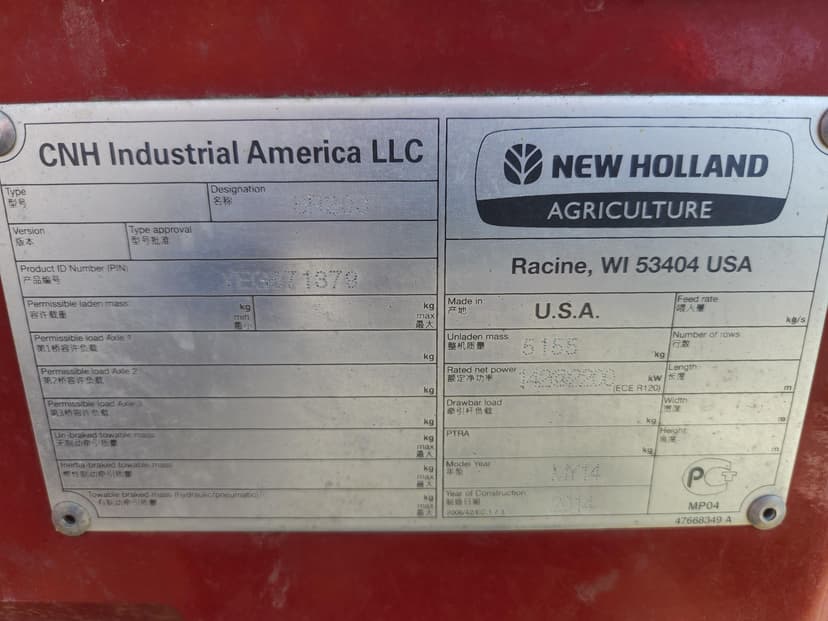 CNH Industrial America LLC
Type
型号
Designation
名称
Version
版本
Type approval
型号批准
Product ID Number (PIN)
产品编号
Permissible laden mass
容许载重
kg
min
最小
kg
max
最大
Permissible load Axle 1
第1桥容许负载
kg
Permissible load Axle 2
第2桥容许负载
kg
Permissible load Axle 3
第3桥容许负载
kg
Un-braked towable mass
无制动牵引质量
kg
max
最大
Inertia-braked towable mass
惯性制动牵引质量
kg
max
最大
Towable braked mass (hydraulic/pneumatic)
有制动牵引质量
kg
max
最大
NEW HOLLAND
AGRICULTURE
Racine, WI 53404 USA
Made in
产地
U.S.A.
Feed rate
喂入量
kg/s
Unladen mass
整机质量
5155
kg
Number of rows
行数
Rated net power
额定净功率
kW
(ECE R120)
Length
长度
m
Drawbar load
牵引杆负载
kg
Width
宽度
m
PTRA
kg
Height
高度
m
Model Year
年型
MY14
Year of Construction
制造日期
MP04
47668349 A